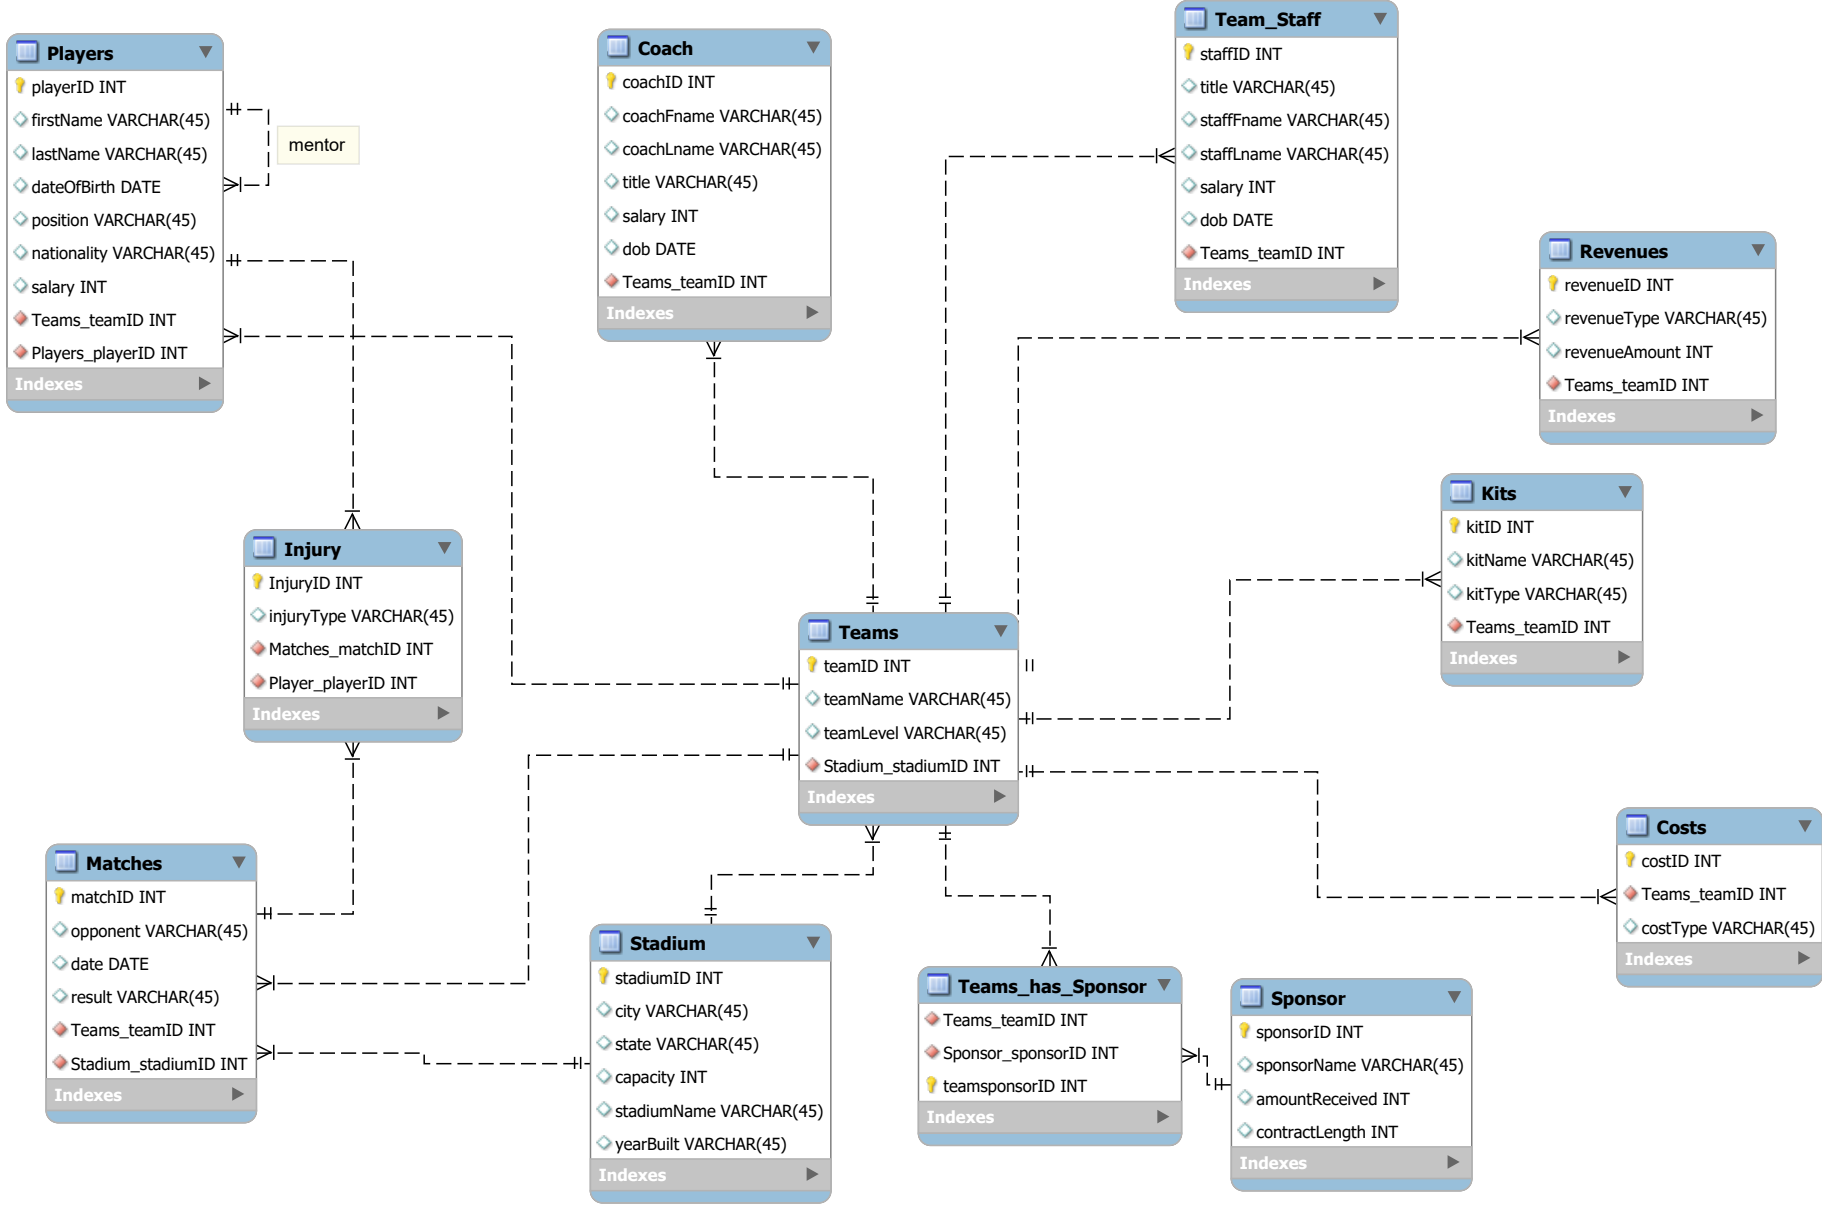 Players
playerID INT
firstName VARCHAR(45)
lastName VARCHAR(45)
dateOfBirth DATE
position VARCHAR(45)
nationality VARCHAR(45)
salary INT
Teams_teamID INT
Players_playerID INT
Indexes
mentor
Coach
coachID INT
coachFname VARCHAR(45)
coachLname VARCHAR(45)
title VARCHAR(45)
salary INT
dob DATE
Teams_teamID INT
Indexes
Team_Staff
staffID INT
title VARCHAR(45)
staffFname VARCHAR(45)
staffLname VARCHAR(45)
salary INT
dob DATE
Teams_teamID INT
Indexes
Revenues
revenueID INT
revenueType VARCHAR(45)
revenueAmount INT
Teams_teamID INT
Indexes
Kits
kitID INT
kitName VARCHAR(45)
kitType VARCHAR(45)
Teams_teamID INT
Indexes
Injury
InjuryID INT
injuryType VARCHAR(45)
Matches_matchID INT
Player_playerID INT
Indexes
Teams
teamID INT
teamName VARCHAR(45)
teamLevel VARCHAR(45)
Stadium_stadiumID INT
Indexes
Costs
costID INT
Teams_teamID INT
costType VARCHAR(45)
Indexes
Matches
matchID INT
opponent VARCHAR(45)
date DATE
result VARCHAR(45)
Teams_teamID INT
Stadium_stadiumID INT
Indexes
Stadium
stadiumID INT
city VARCHAR(45)
state VARCHAR(45)
capacity INT
stadiumName VARCHAR(45)
yearBuilt VARCHAR(45)
Indexes
Teams_has_Sponsor
Teams_teamID INT
Sponsor_sponsorID INT
teamsponsorID INT
Indexes
Sponsor
sponsorID INT
sponsorName VARCHAR(45)
amountReceived INT
contractLength INT
Indexes